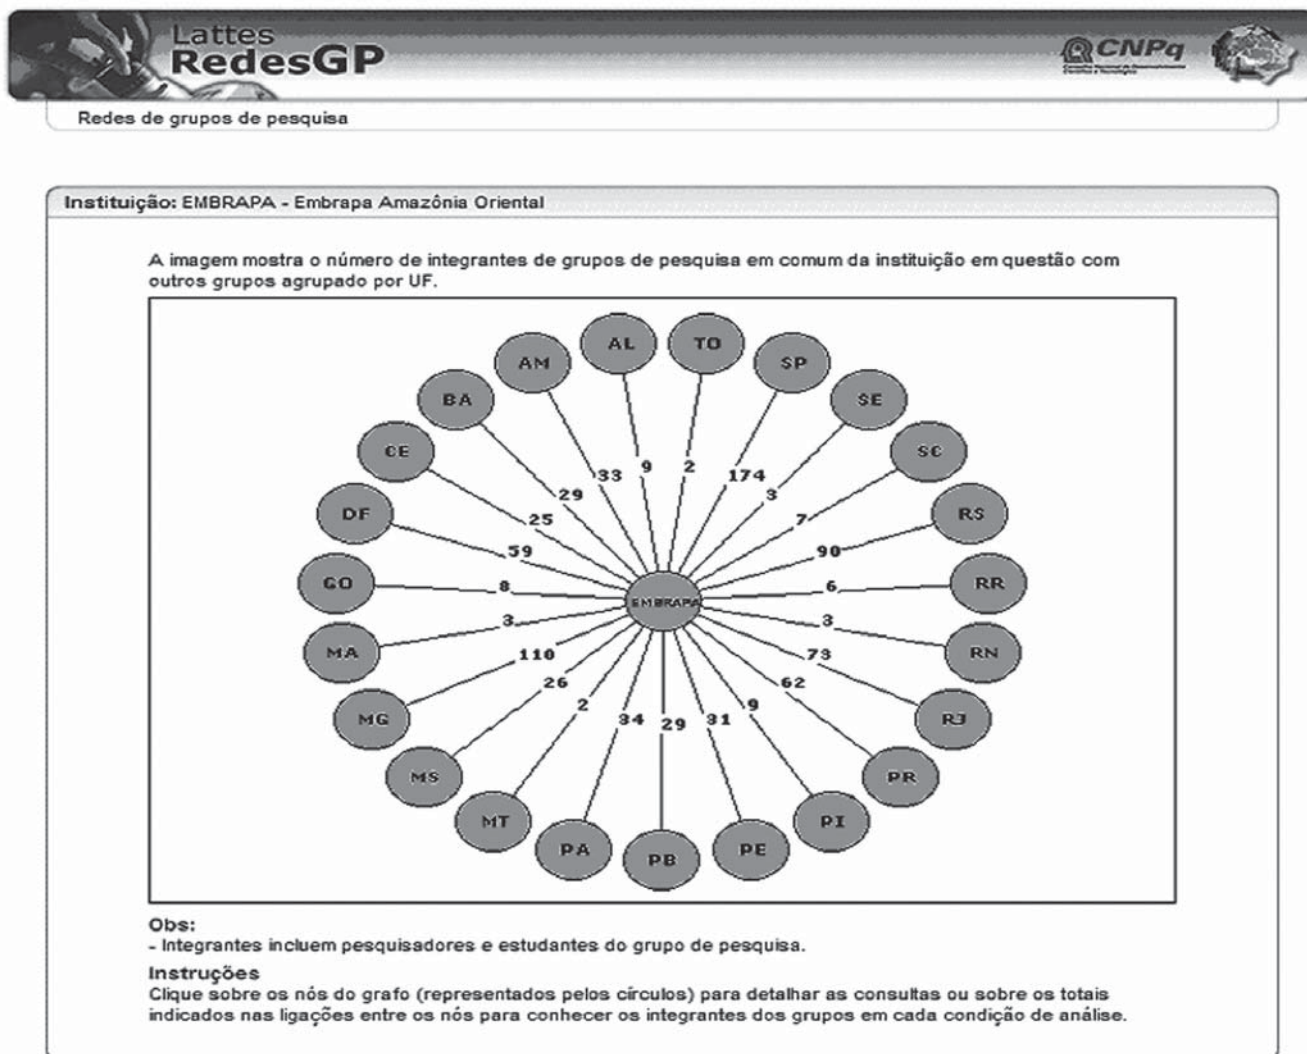 Lattes
RedesGP
CNPq
Redes de grupos de pesquisa
Instituição: EMBRAPA - Embrapa Amazônia Oriental
A imagem mostra o número de integrantes de grupos de pesquisa em comum da instituição em questão com
outros grupos agrupado por UF.
AL
TO
AM
SP
BA
SE
CE
SC
DF
RS
GO
RR
MA
RN
MG
RJ
MS
PR
MT
PI
PA
PE
PB
EMBRAPA
9
2
33
174
29
3
25
7
59
90
8
6
3
3
110
73
26
62
2
9
34
29
31
Obs:
- Integrantes incluem pesquisadores e estudantes do grupo de pesquisa.
Instruções
Clique sobre os nós do grafo (representados pelos círculos) para detalhar as consultas ou sobre os totais
indicados nas ligações entre os nós para conhecer os integrantes dos grupos em cada condição de análise.